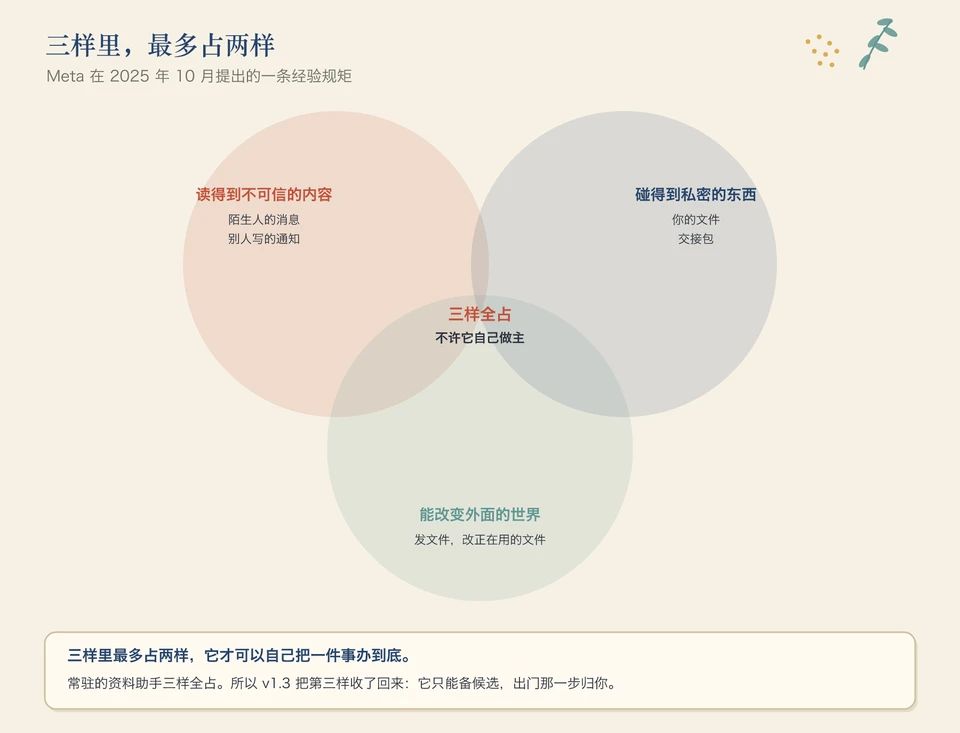 三样里，最多占两样
Meta 在 2025 年 10 月提出的一条经验规矩
读得到不可信的内容
陌生人的消息
别人写的通知
碰得到私密的东西
你的文件
交接包
三样全占
不许它自己做主
能改变外面的世界
发文件，改正在用的文件
三样里最多占两样，它才可以自己把一件事办到底。
常驻的资料助手三样全占。所以 v1.3 把第三样收了回来：它只能备候选，出门那一步归你。